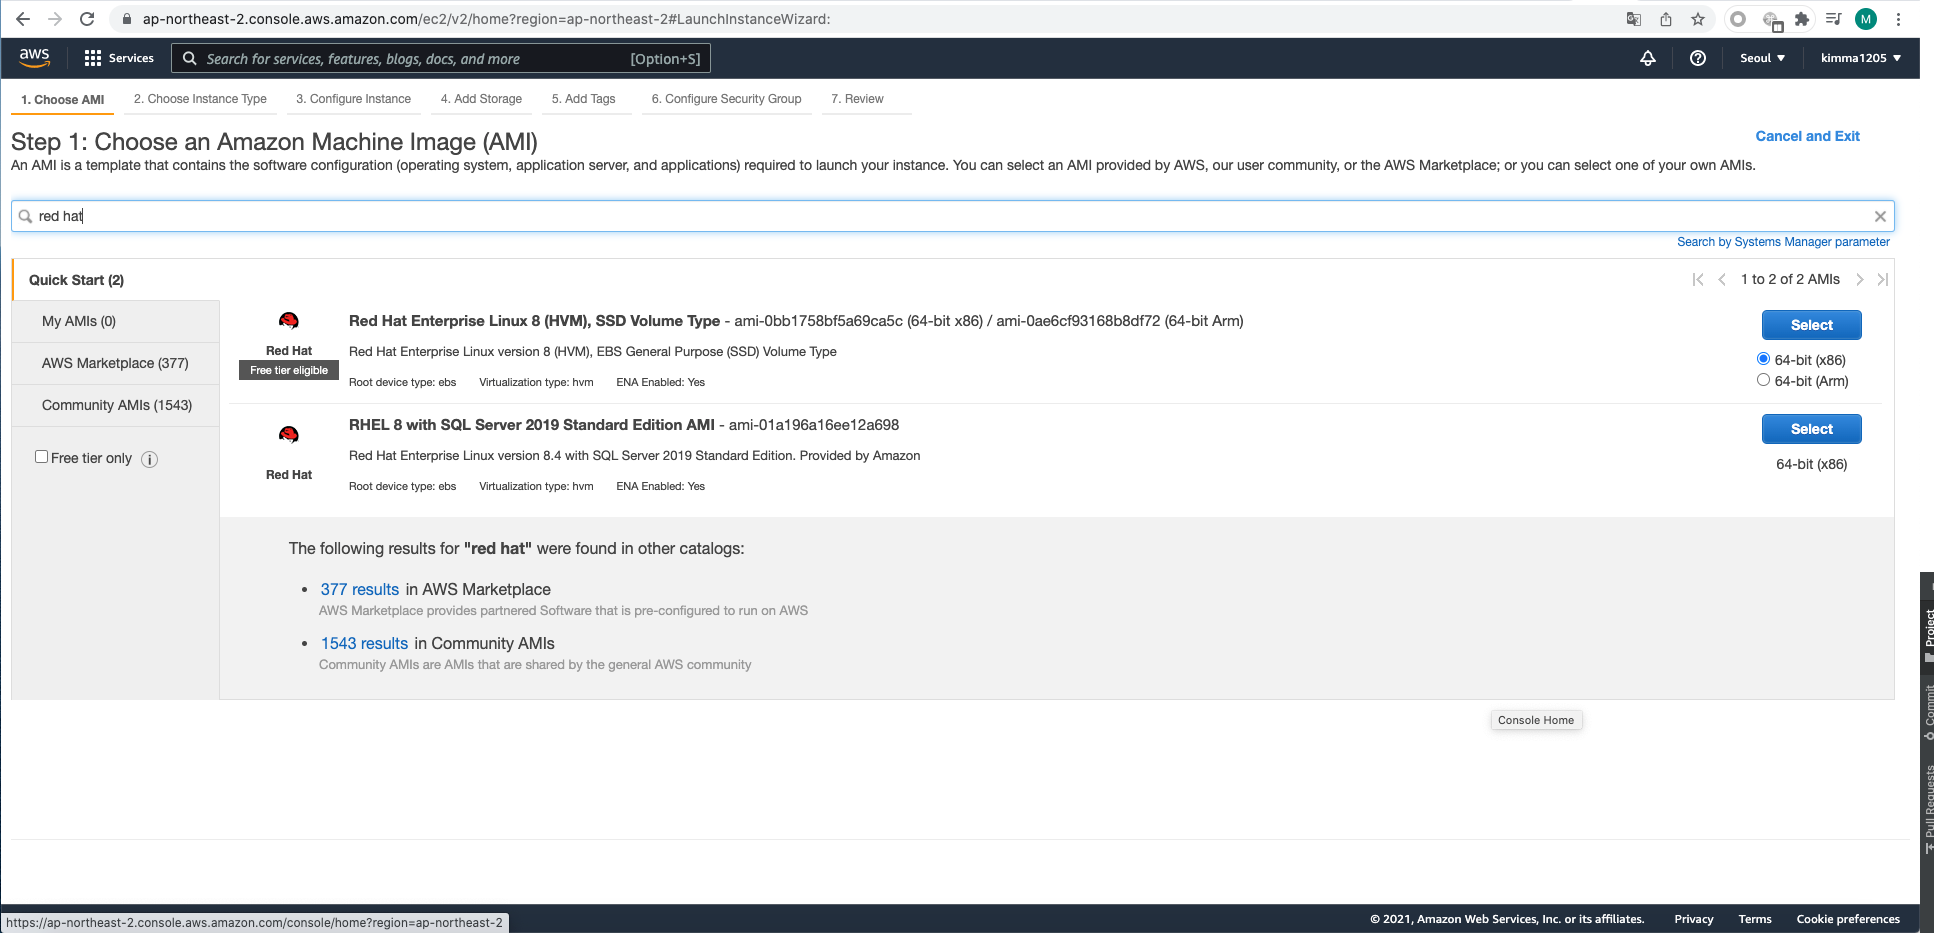 ap-northeast-2.console.aws.amazon.com/ec2/v2/home?region=ap-northeast-2#LaunchInstanceWizard:
M
aws
Services
Search for services, features, blogs, docs, and more
[Option+S]
Seoul
kimma1205
1. Choose AMI
2. Choose Instance Type
3. Configure Instance
4. Add Storage
5. Add Tags
6. Configure Security Group
7. Review
Step 1: Choose an Amazon Machine Image (AMI)
Cancel and Exit
An AMI is a template that contains the software configuration (operating system, application server, and applications) required to launch your instance. You can select an AMI provided by AWS, our user community, or the AWS Marketplace; or you can select one of your own AMIs.
red hat
Search by Systems Manager parameter
Quick Start (2)
1 to 2 of 2 AMIs
My AMIs (0)
AWS Marketplace (377)
Community AMIs (1543)
Free tier only
Red Hat
Free tier eligible
Red Hat Enterprise Linux 8 (HVM), SSD Volume Type - ami-0bb1758bf5a69ca5c (64-bit x86) / ami-0ae6cf93168b8df72 (64-bit Arm)
Red Hat Enterprise Linux version 8 (HVM), EBS General Purpose (SSD) Volume Type
Root device type: ebs Virtualization type: hvm ENA Enabled: Yes
Select
64-bit (x86)
64-bit (Arm)
Red Hat
RHEL 8 with SQL Server 2019 Standard Edition AMI - ami-01a196a16ee12a698
Red Hat Enterprise Linux version 8.4 with SQL Server 2019 Standard Edition. Provided by Amazon
Root device type: ebs Virtualization type: hvm ENA Enabled: Yes
Select
64-bit (x86)
The following results for "red hat" were found in other catalogs:
377 results in AWS Marketplace
AWS Marketplace provides partnered Software that is pre-configured to run on AWS
1543 results in Community AMIs
Community AMIs are AMIs that are shared by the general AWS community
Console Home
Project
Commit
Pull Requests
https://ap-northeast-2.console.aws.amazon.com/console/home?region=ap-northeast-2
© 2021, Amazon Web Services, Inc. or its affiliates.
Privacy
Terms
Cookie preferences